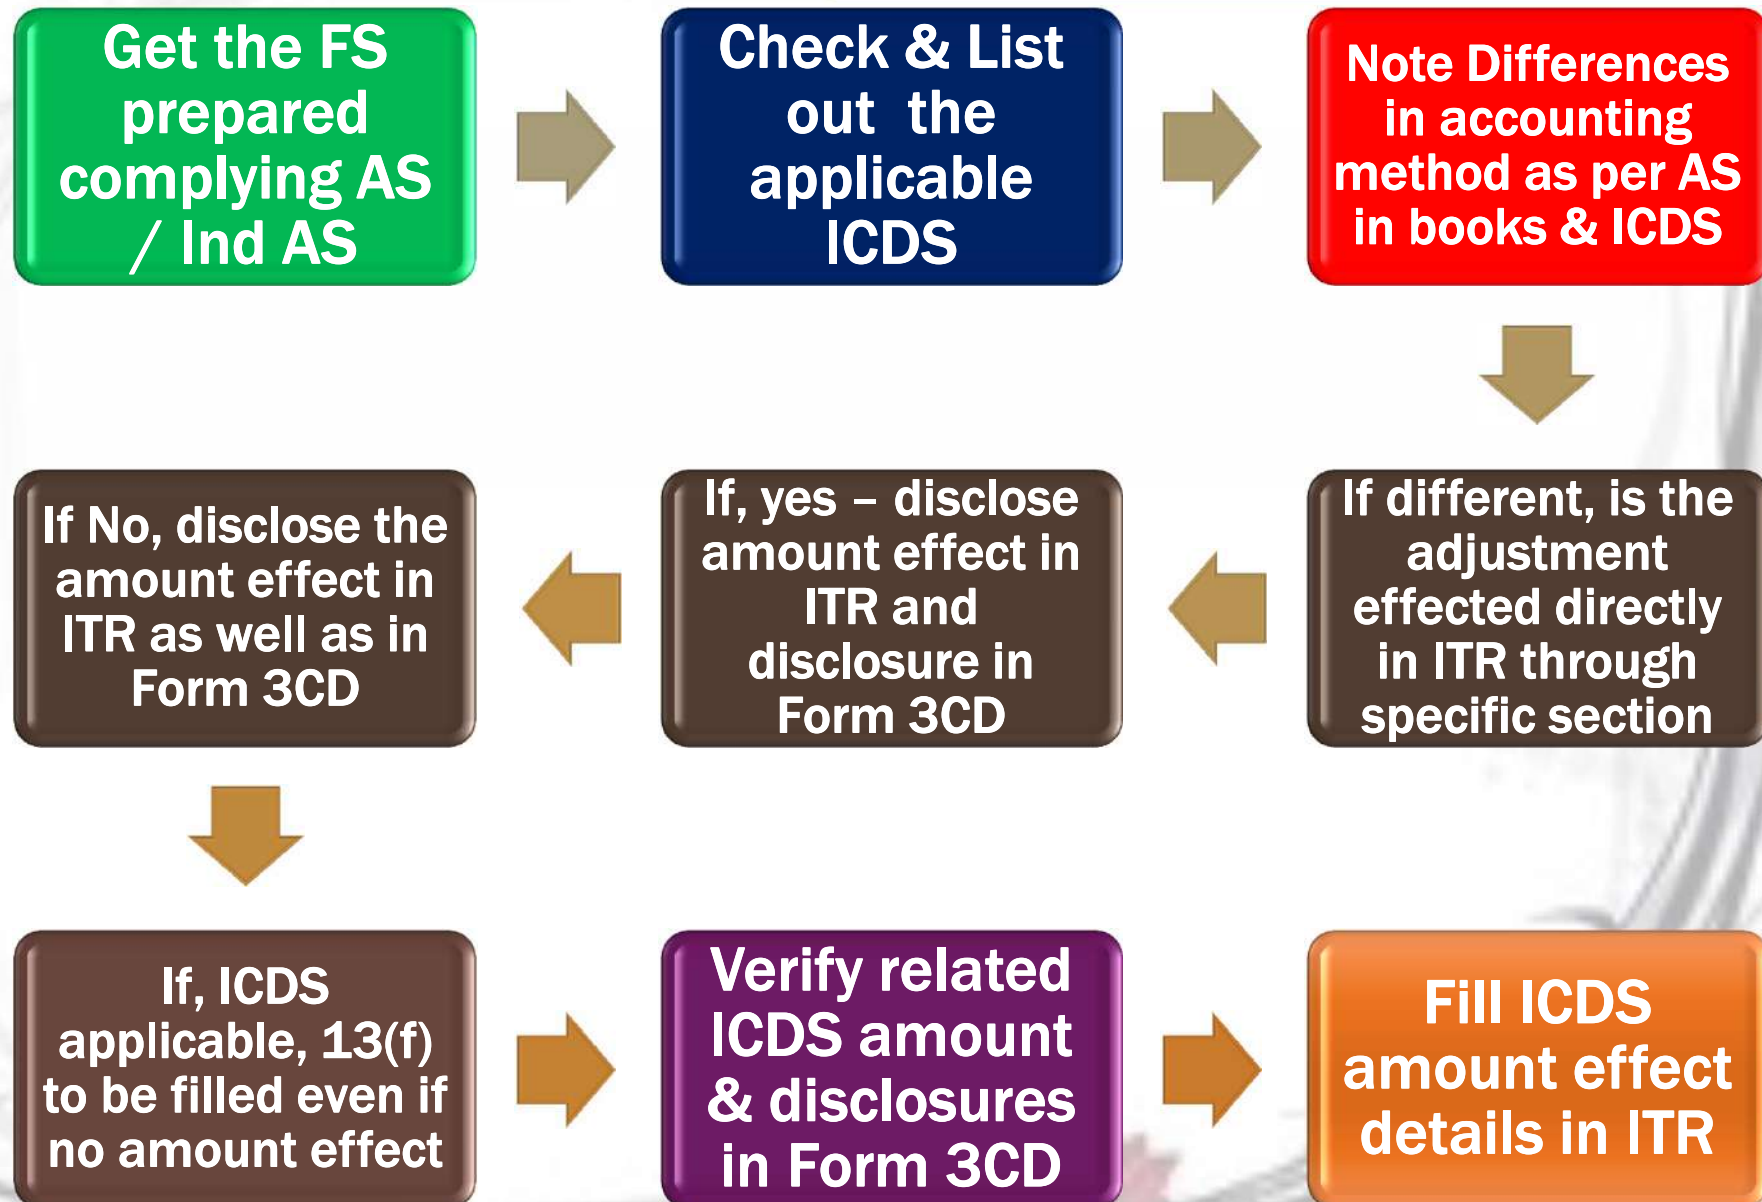 Get the FS
prepared
complying AS
/ Ind AS
Check & List
out the
applicable
ICDS
Note Differences
in accounting
method as per AS
in books & ICDS
If different, is the
adjustment
effected directly
in ITR through
specific section
If, yes – disclose
amount effect in
ITR and
disclosure in
Form 3CD
If No, disclose the
amount effect in
ITR as well as in
Form 3CD
If, ICDS
applicable, 13(f)
to be filled even if
no amount effect
Verify related
ICDS amount
& disclosures
in Form 3CD
Fill ICDS
amount effect
details in ITR